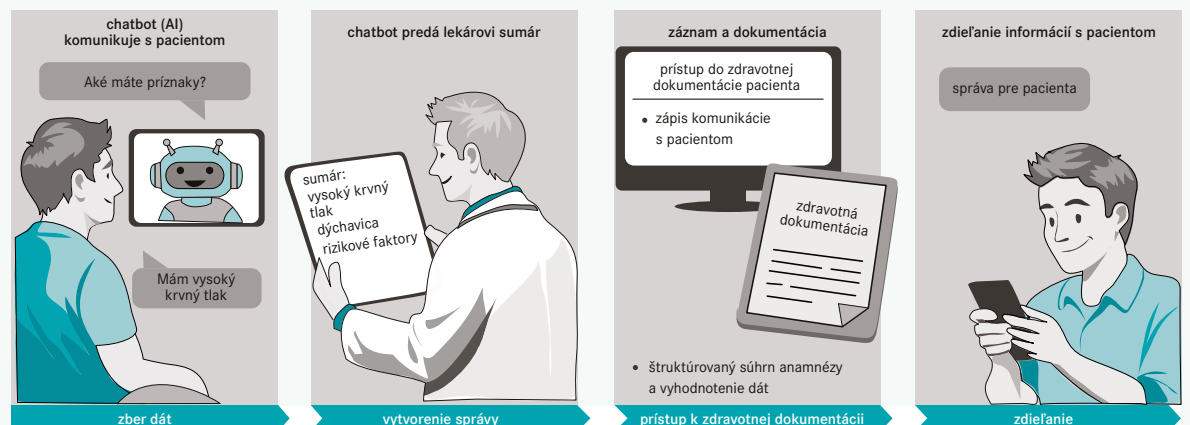 chatbot (AI)
komunikuje s pacientom
Aké máte príznaky?
Mám vysoký
krvný tlak
zber dát
chatbot predá lekárovi sumár
sumár:
vysoký krvný
tlak
dýchavica
rizikové faktory
vytvorenie správy
záznam a dokumentácia
prístup do zdravotnej
dokumentácie pacienta
• zápis komunikácie
s pacientom
zdravotná
dokumentácia
• štruktúrovaný súhrn anamnézy
a vyhodnotenie dát
prístup k zdravotnej dokumentácii
zdieľanie informácií s pacientom
správa pre pacienta
zdieľanie